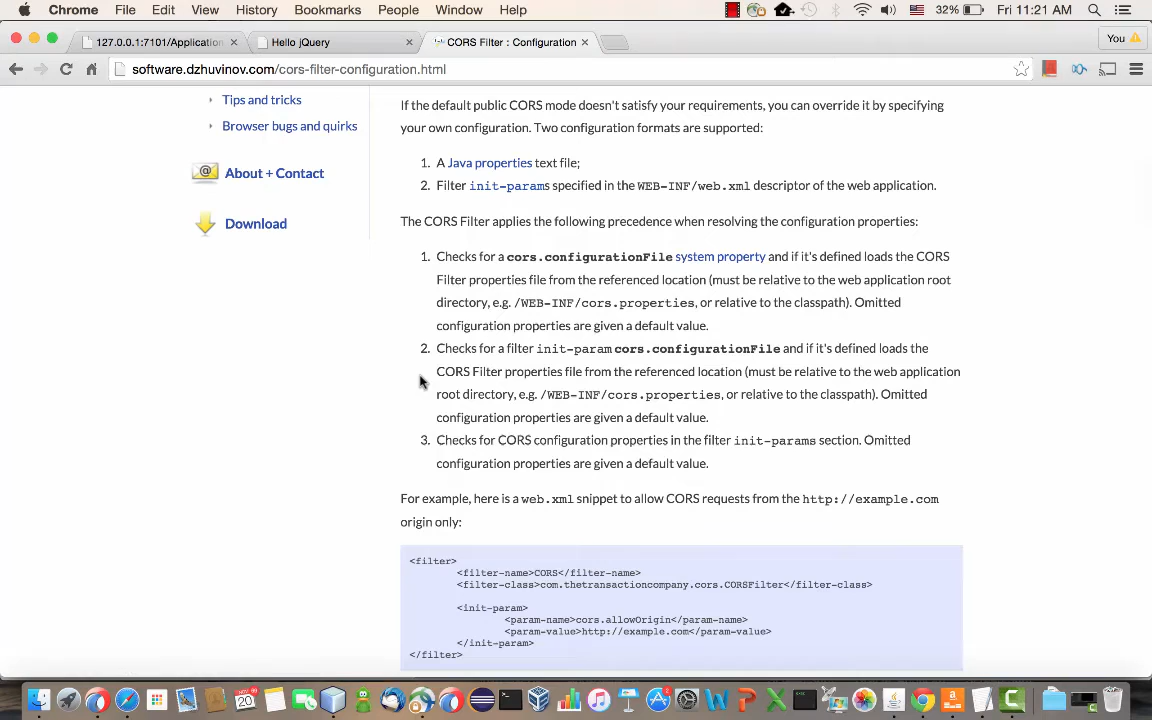 Chrome File Edit View History Bookmarks People Window Help 32% Fri 11:21 AM
127.0.0.1:7101/Application Hello jQuery CORS Filter : Configuration You
software.dzhuvinov.com/cors-filter-configuration.html
Tips and tricks
Browser bugs and quirks
About + Contact
Download
If the default public CORS mode doesn't satisfy your requirements, you can override it by specifying
your own configuration. Two configuration formats are supported:
1. A Java properties text file;
2. Filter init-params specified in the WEB-INF/web.xml descriptor of the web application.
The CORS Filter applies the following precedence when resolving the configuration properties:
1. Checks for a cors.configurationFile system property and if it's defined loads the CORS
Filter properties file from the referenced location (must be relative to the web application root
directory, e.g. /WEB-INF/cors.properties, or relative to the classpath). Omitted
configuration properties are given a default value.
2. Checks for a filter init-param cors.configurationFile and if it's defined loads the
CORS Filter properties file from the referenced location (must be relative to the web application
root directory, e.g. /WEB-INF/cors.properties, or relative to the classpath). Omitted
configuration properties are given a default value.
3. Checks for CORS configuration properties in the filter init-params section. Omitted
configuration properties are given a default value.
For example, here is a web.xml snippet to allow CORS requests from the http://example.com
origin only:
<filter>
<filter-name>CORS</filter-name>
<filter-class>com.thetransactioncompany.cors.CORSFilter</filter-class>
<init-param>
<param-name>cors.allowOrigin</param-name>
<param-value>http://example.com</param-value>
</init-param>
</filter>
20